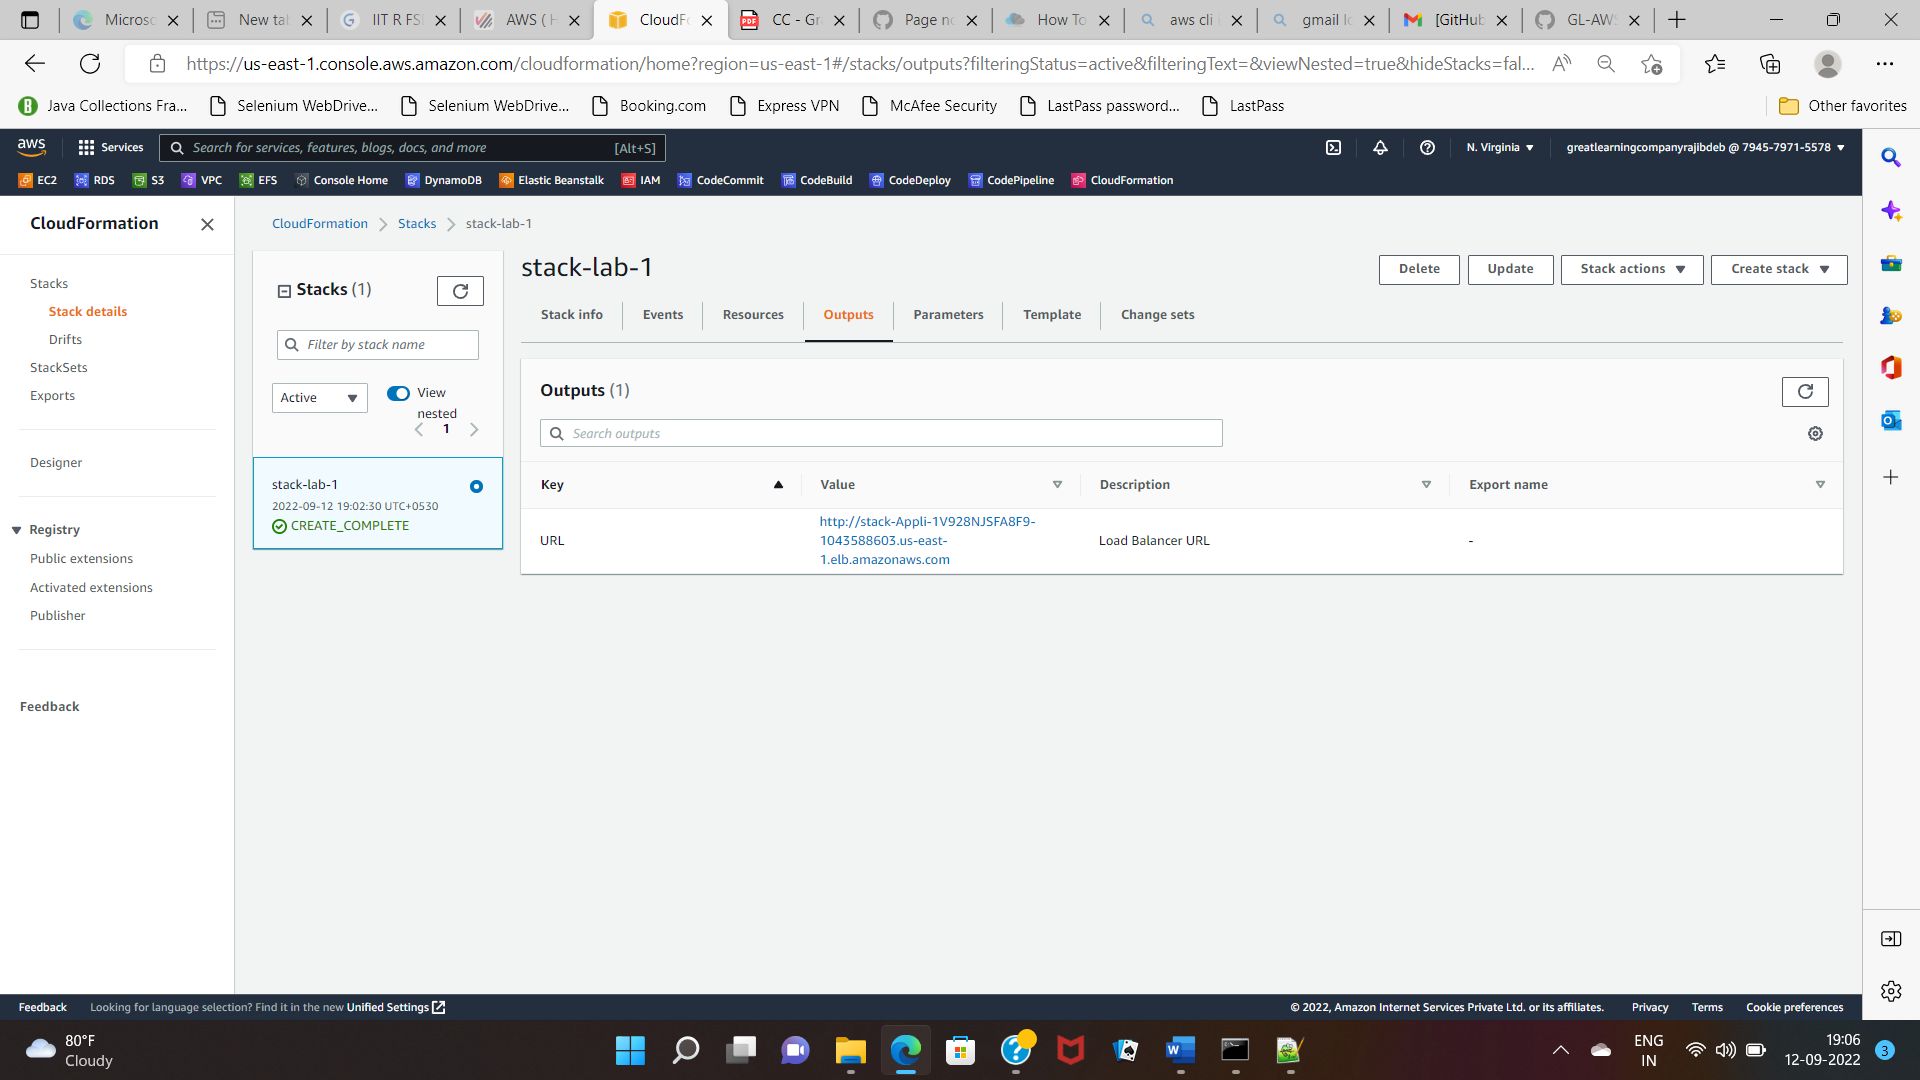 Microsc
New tab
IIT R FSI
AWS ( H
CloudFo
CC - Gr
Page no
How To
aws cli
gmail lo
[GitHub
GL-AWS
https://us-east-1.console.aws.amazon.com/cloudformation/home?region=us-east-1#/stacks/outputs?filteringStatus=active&filteringText=&viewNested=true&hideStacks=fal...
Java Collections Fra...
Selenium WebDrive...
Selenium WebDrive...
Booking.com
Express VPN
McAfee Security
LastPass password...
LastPass
Other favorites
aws
Services
Search for services, features, blogs, docs, and more
[Alt+S]
N. Virginia
greatlearningcompanyrajibdeb @ 7945-7971-5578
EC2
RDS
S3
VPC
EFS
Console Home
DynamoDB
Elastic Beanstalk
IAM
CodeCommit
CodeBuild
CodeDeploy
CodePipeline
CloudFormation
CloudFormation
Stacks
Stack details
Drifts
StackSets
Exports
Designer
Registry
Public extensions
Activated extensions
Publisher
Feedback
CloudFormation
Stacks
stack-lab-1
Stacks (1)
Filter by stack name
Active
View
nested
1
stack-lab-1
2022-09-12 19:02:30 UTC+0530
CREATE_COMPLETE
stack-lab-1
Delete
Update
Stack actions
Create stack
Stack info
Events
Resources
Outputs
Parameters
Template
Change sets
Outputs (1)
Search outputs
Key
Value
Description
Export name
URL
http://stack-Appli-1V928NJSFA8F9-
1043588603.us-east-
1.elb.amazonaws.com
Load Balancer URL
-
Feedback
Looking for language selection? Find it in the new Unified Settings
© 2022, Amazon Internet Services Private Ltd. or its affiliates.
Privacy
Terms
Cookie preferences
80°F
Cloudy
ENG
IN
19:06
12-09-2022
3